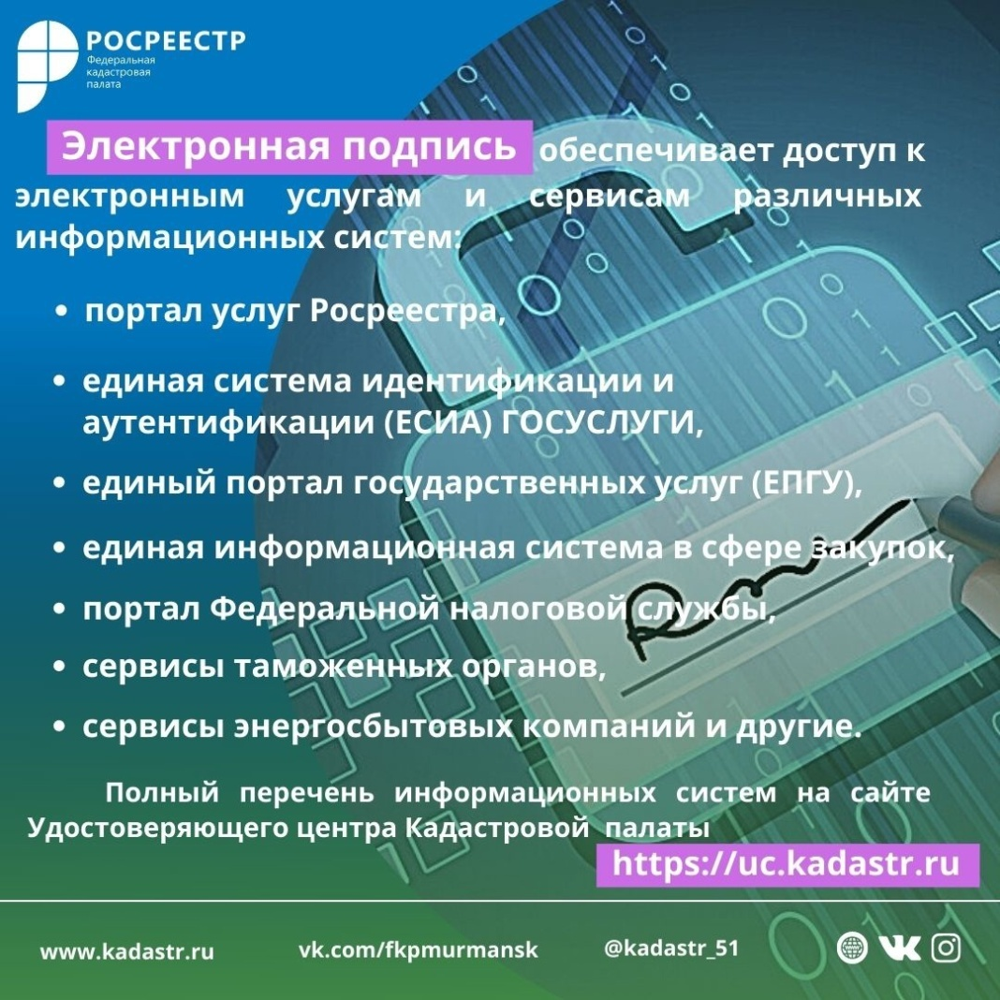 РОСРЕЕСТР
Федеральная
кадастровая
палата
Электронная подпись обеспечивает доступ к
электронным услугам и сервисам различных
информационных систем:
• портал услуг Росреестра,
• единая система идентификации и
аутентификации (ЕСИА) ГОСУСЛУГИ,
• единый портал государственных услуг (ЕПГУ),
• единая информационная система в сфере закупок,
• портал Федеральной налоговой службы,
• сервисы таможенных органов,
• сервисы энергосбытовых компаний и другие.
Полный перечень информационных систем на сайте
Удостоверяющего центра Кадастровой палаты
https://uc.kadastr.ru
www.kadastr.ru
vk.com/fkpmurmansk
@kadastr_51